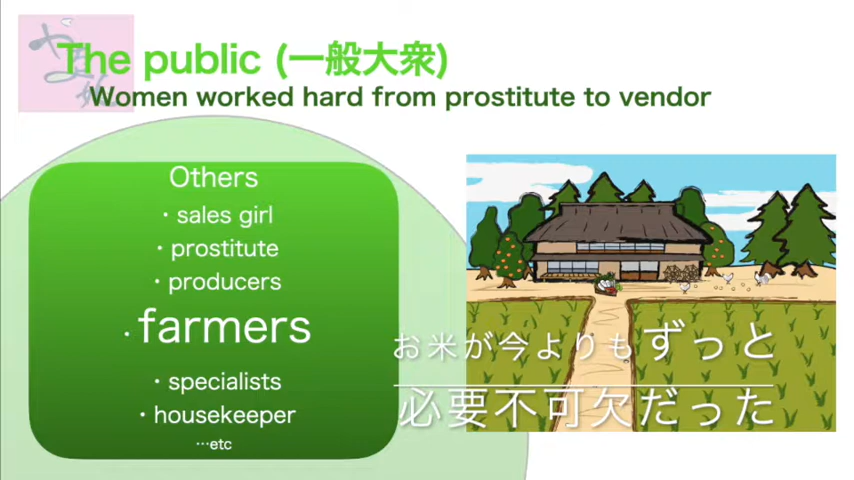 The public (一般大衆)
Women worked hard from prostitute to vendor
Others
・sales girl
・prostitute
・producers
・farmers
・specialists
・housekeeper
…etc
お米が今よりもずっと
必要不可欠だった